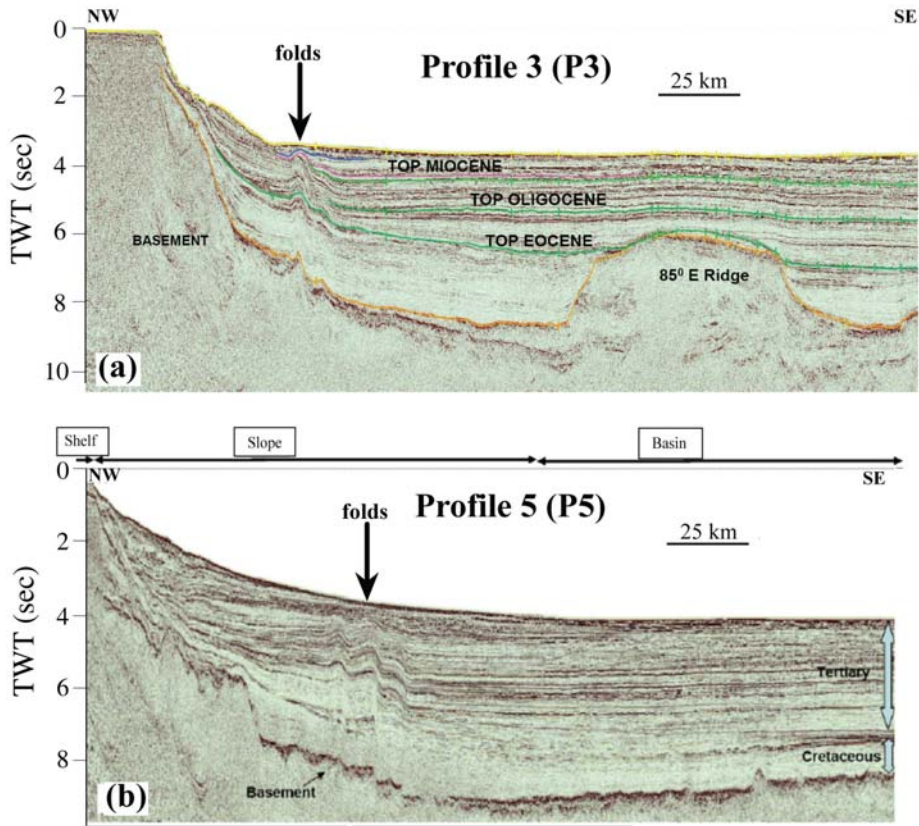 NW
SE
folds
Profile 3 (P3)
25 km
0
2
4
6
8
10
TWT (sec)
TOP MIOCENE
TOP OLIGOCENE
TOP EOCENE
BASEMENT
85⁰ E Ridge
(a)
Shelf
Slope
Basin
NW
SE
folds
Profile 5 (P5)
25 km
0
2
4
6
8
TWT (sec)
Tertiary
Cretaceous
Basement
(b)